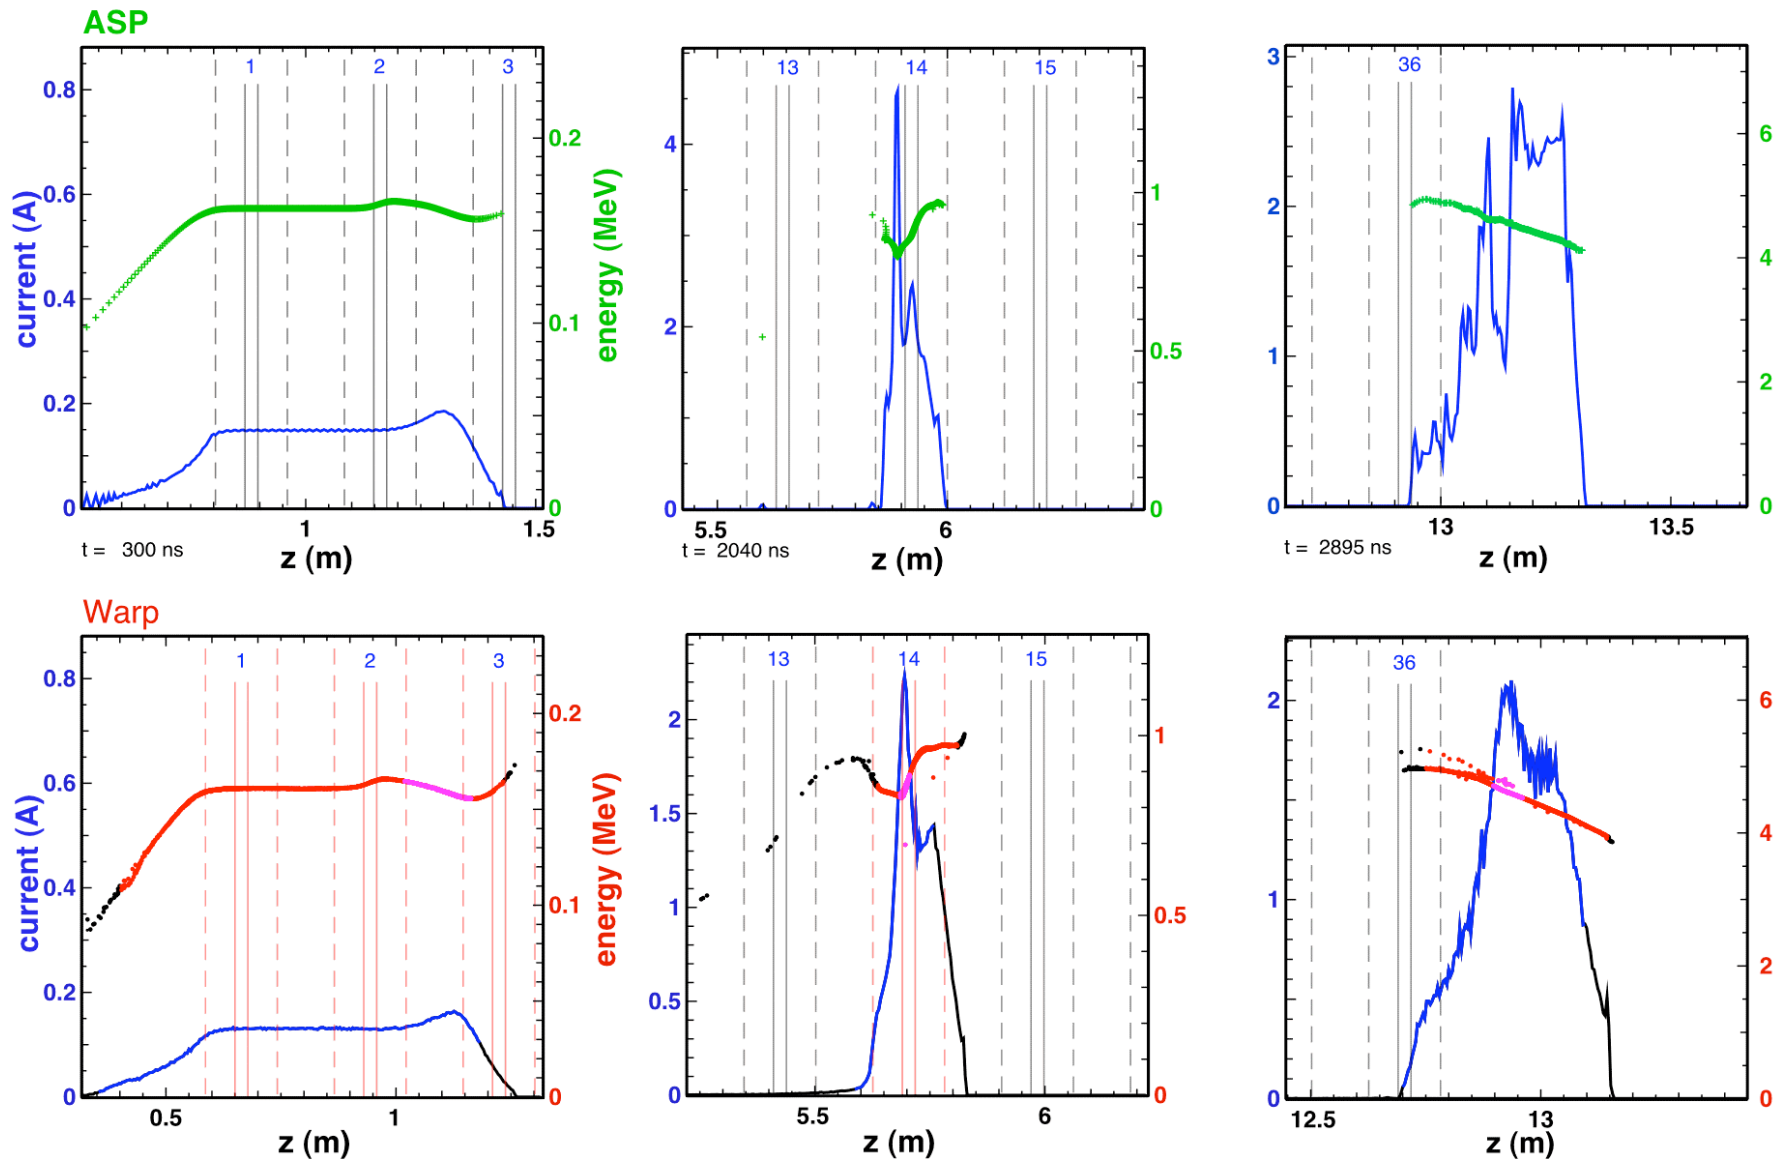 ASP
1 2 3
13 14 15
36
0.8
0.6
0.4
0.2
0
current (A)
0.2
0.1
0
energy (MeV)
1 1.5
t = 300 ns
z (m)
4
2
0
1
0.5
0
5.5 6
t = 2040 ns
z (m)
3
2
1
0
6
4
2
0
13 13.5
t = 2895 ns
z (m)
Warp
1 2 3
13 14 15
36
0.8
0.6
0.4
0.2
0
current (A)
0.2
0.1
0
energy (MeV)
0.5 1
z (m)
2
1.5
1
0.5
0
1
0.5
0
5.5 6
z (m)
2
1
0
6
4
2
0
12.5 13
z (m)